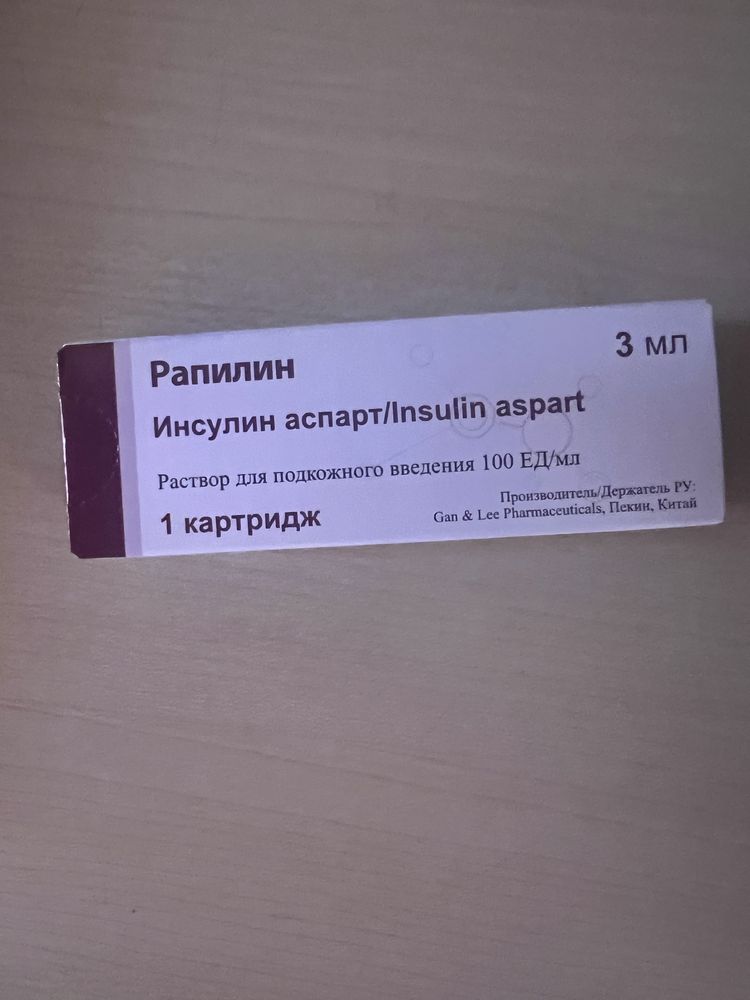 Рапилин
3 мл
Инсулин аспарт/Insulin aspart
Раствор для подкожного введения 100 ЕД/мл
1 картридж
Производитель/Держатель РУ:
Gan & Lee Pharmaceuticals, Пекин, Китай